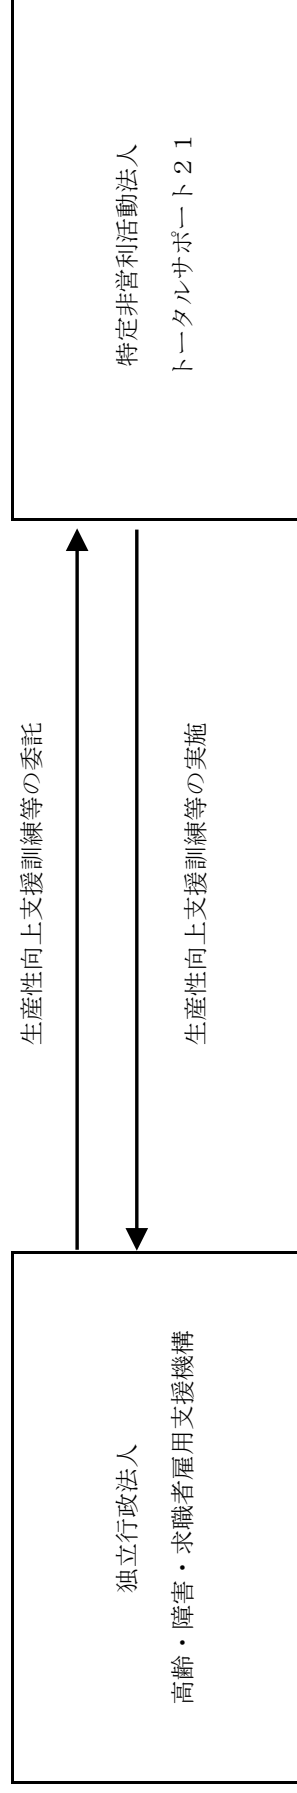 独立行政法人
高齢・障害・求職者雇用支援機構
生産性向上支援訓練等の委託
生産性向上支援訓練等の実施
特定非営利活動法人
トータルサポート２１